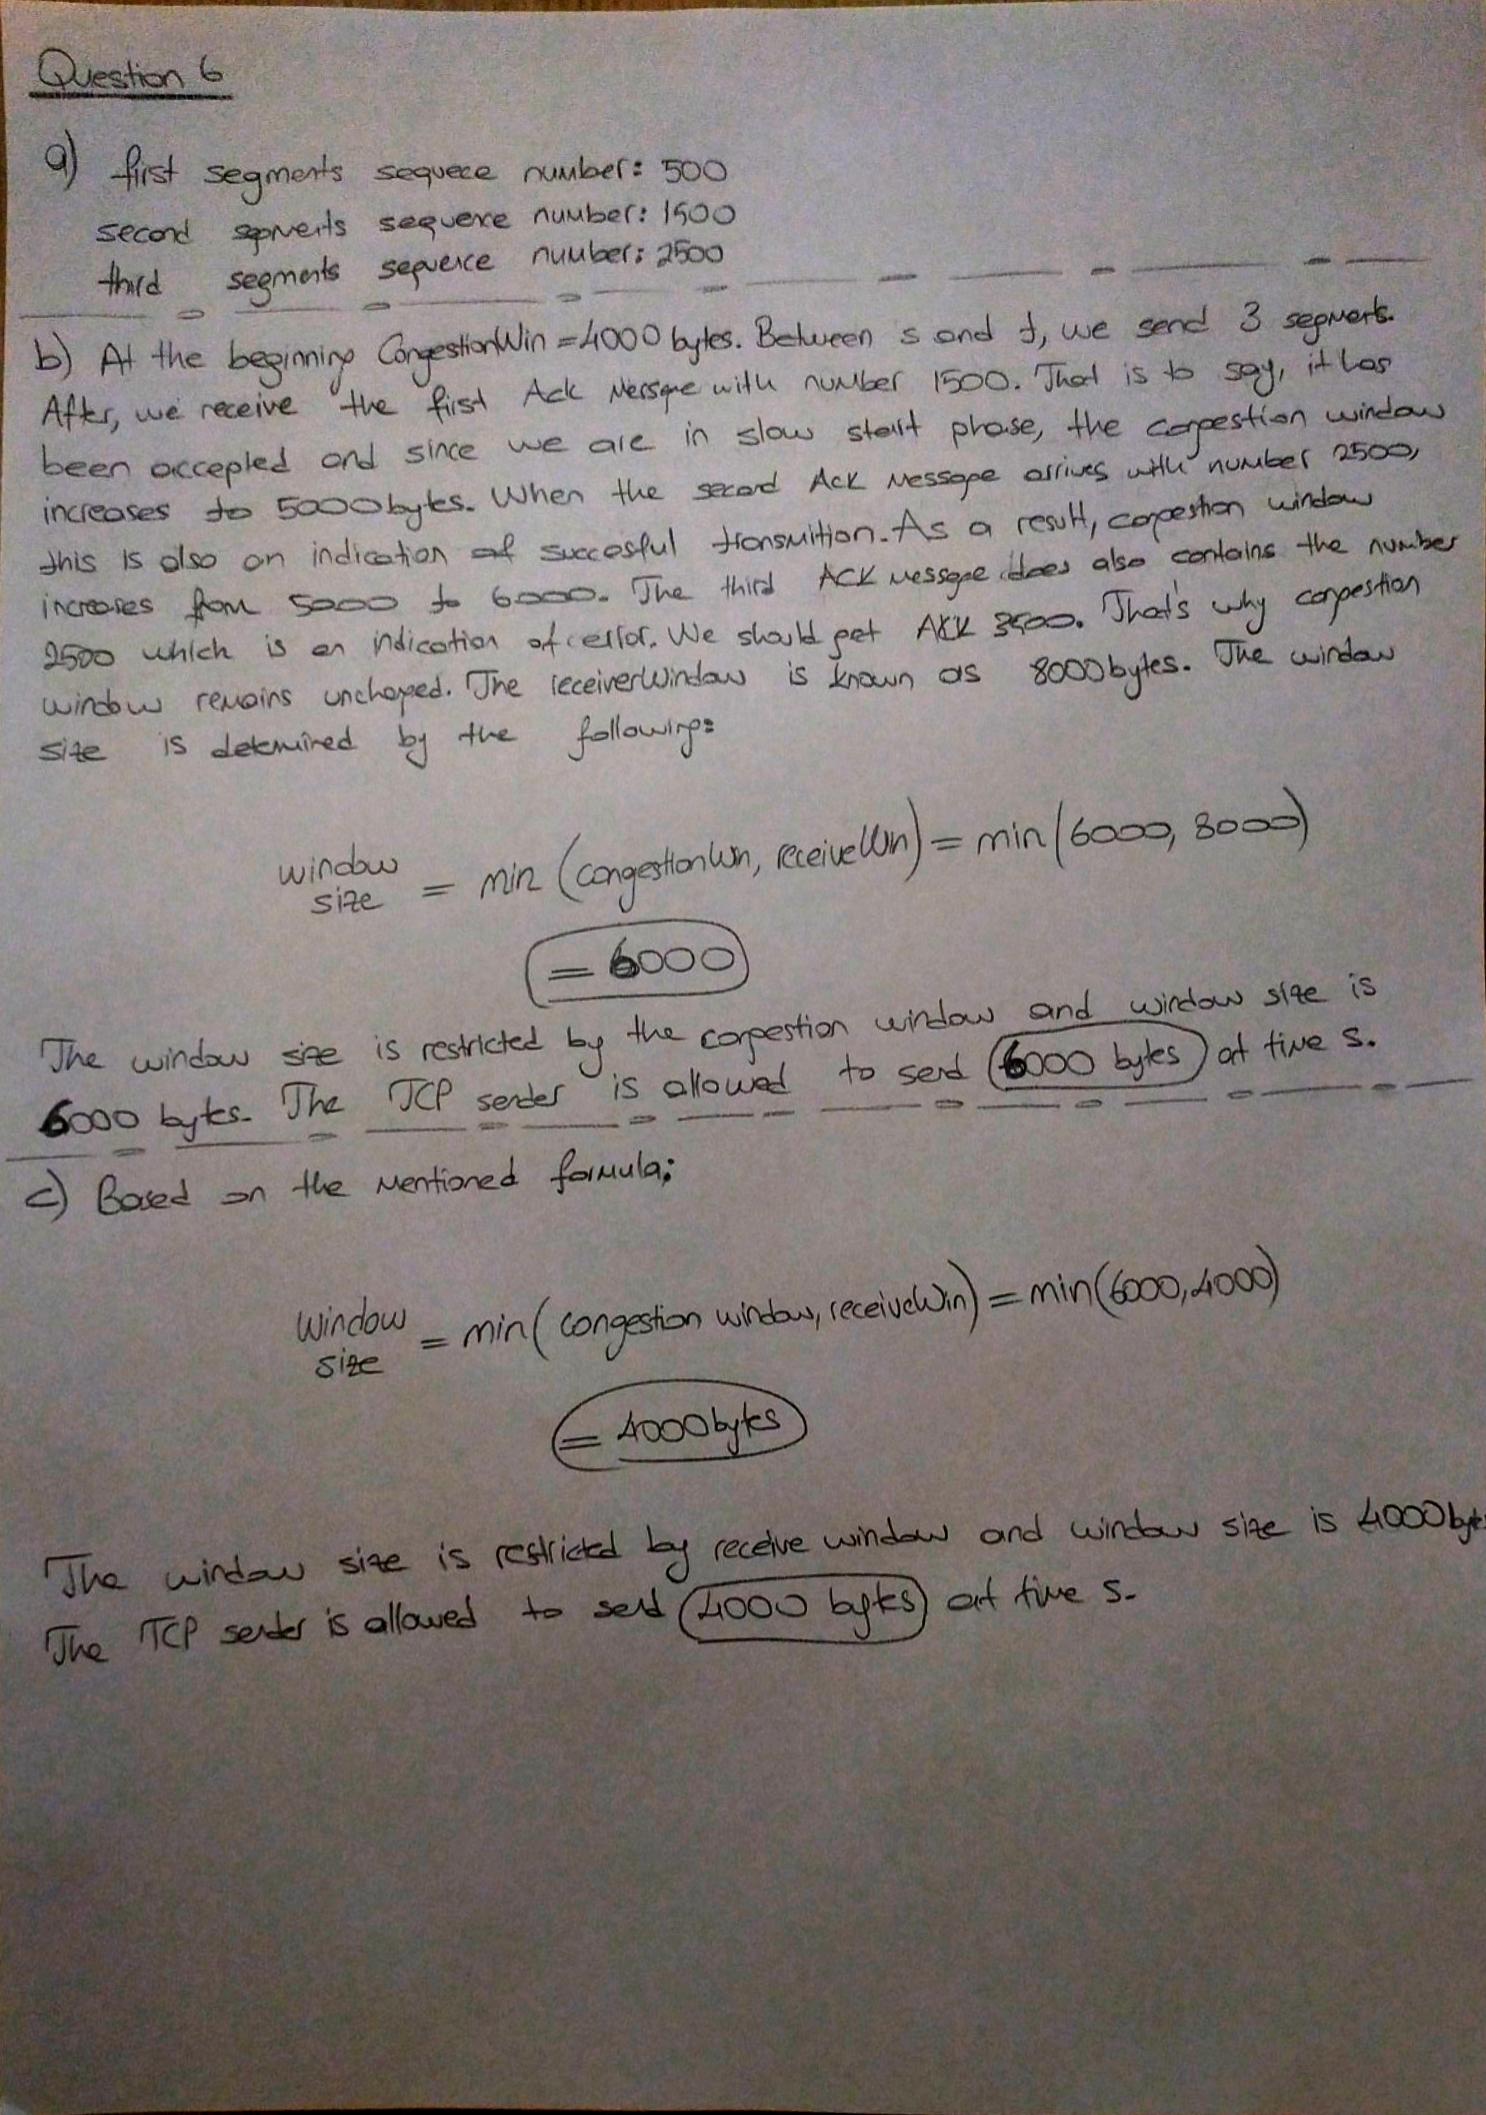 Question 6
a) first segments sequece number: 500
second segments sequence number: 1500
third segments sequence number: 2500
b) At the beginning CongestionWin = 4000 bytes. Between s and t, we send 3 segments.
After, we receive the first Ack Message with number 1500. That is to say, it has
been accepted and since we are in slow start phase, the congestion window
increases to 5000 bytes. When the second Ack Message arrives with number 2500,
this is also an indication of succesful transmition. As a result, congestion window
increases from 5000 to 6000. The third ACK message does also contains the number
2500 which is an indication of error. We should get ACK 3500. That's why congestion
window remains unchanged. The receiverWindow is known as 8000 bytes. The window
size is determined by the following:
window size = min (congestionWin, receiveWin) = min (6000, 8000)
= 6000
The window size is restricted by the congestion window and window size is
6000 bytes. The TCP sender is allowed to send 6000 bytes at time s.
c) Based on the mentioned formula;
Window size = min ( congestion window, receiveWin) = min (6000, 4000)
= 4000 bytes
The window size is restricted by receive window and window size is 4000 byte
The TCP sender is allowed to send 4000 bytes at time s.